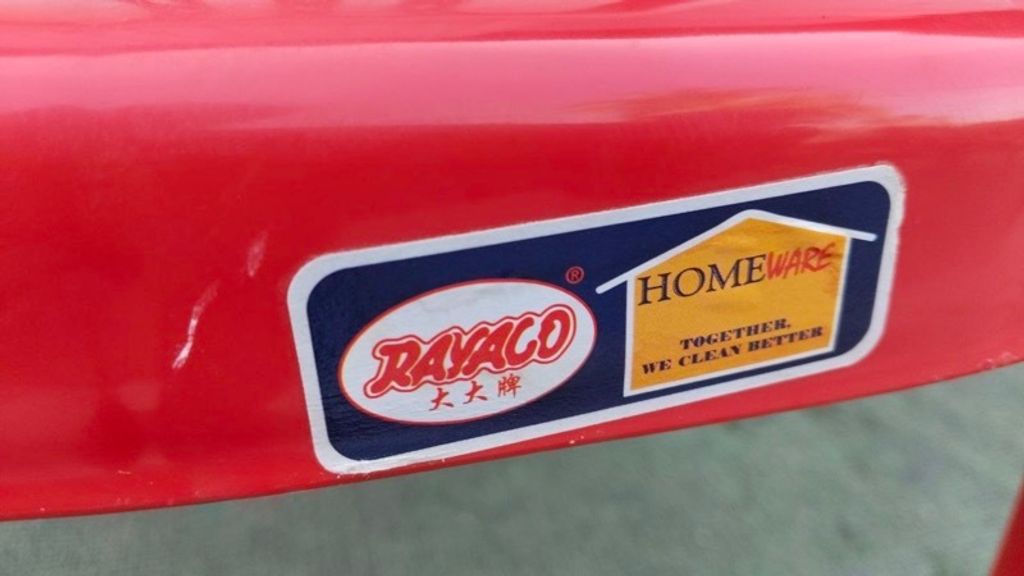 RAYACO ®
大大牌
HOMEWARE
TOGETHER,
WE CLEAN BETTER